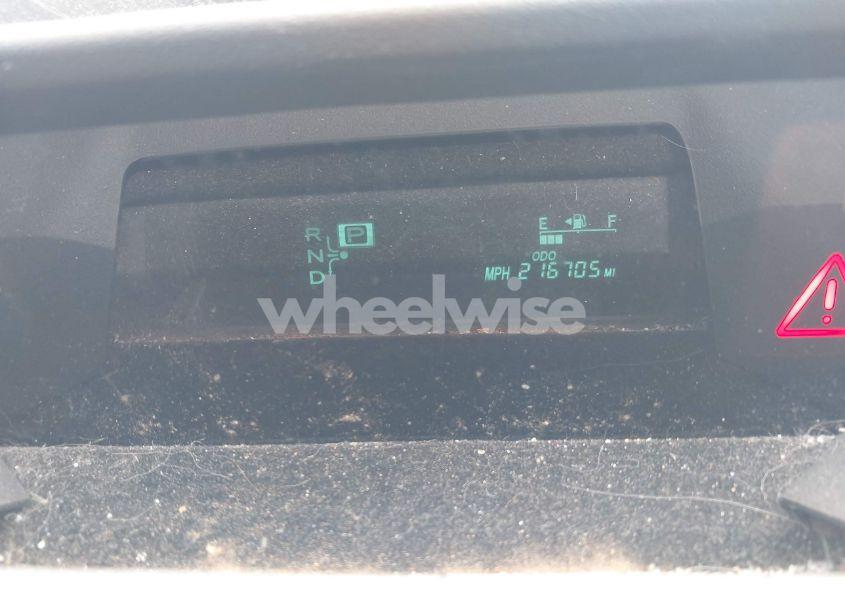 R P
N
D
E F
ODO
MPH 216705 MI
wheelwise